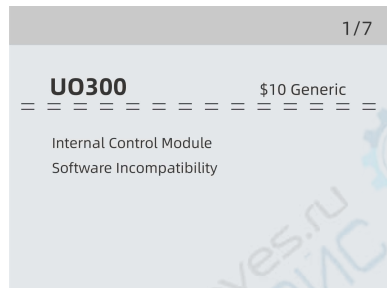 1/7
UO300 $10 Generic
= = = = = = = = = = = = = =
Internal Control Module
Software Incompatibility